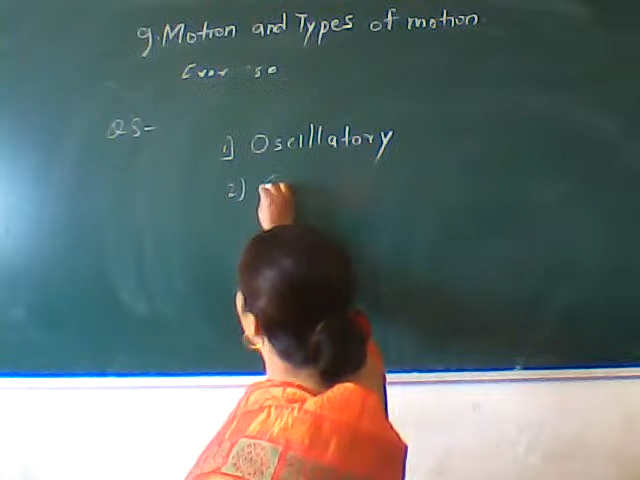 9. Motion and Types of motion
Q5-
1) Oscillatory
2)